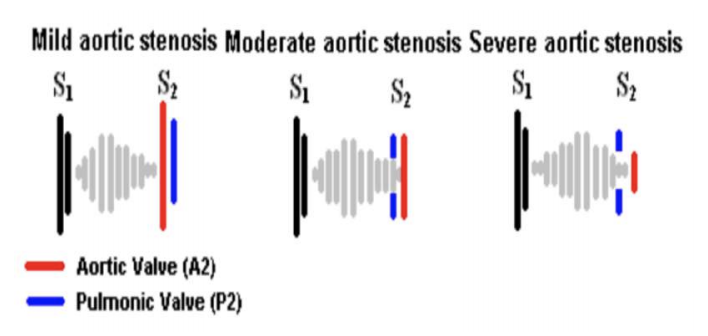 Mild aortic stenosis Moderate aortic stenosis Severe aortic stenosis
S₁ S₂ S₁ S₂ S₁ S₂
Aortic Valve (A2)
Pulmonic Valve (P2)